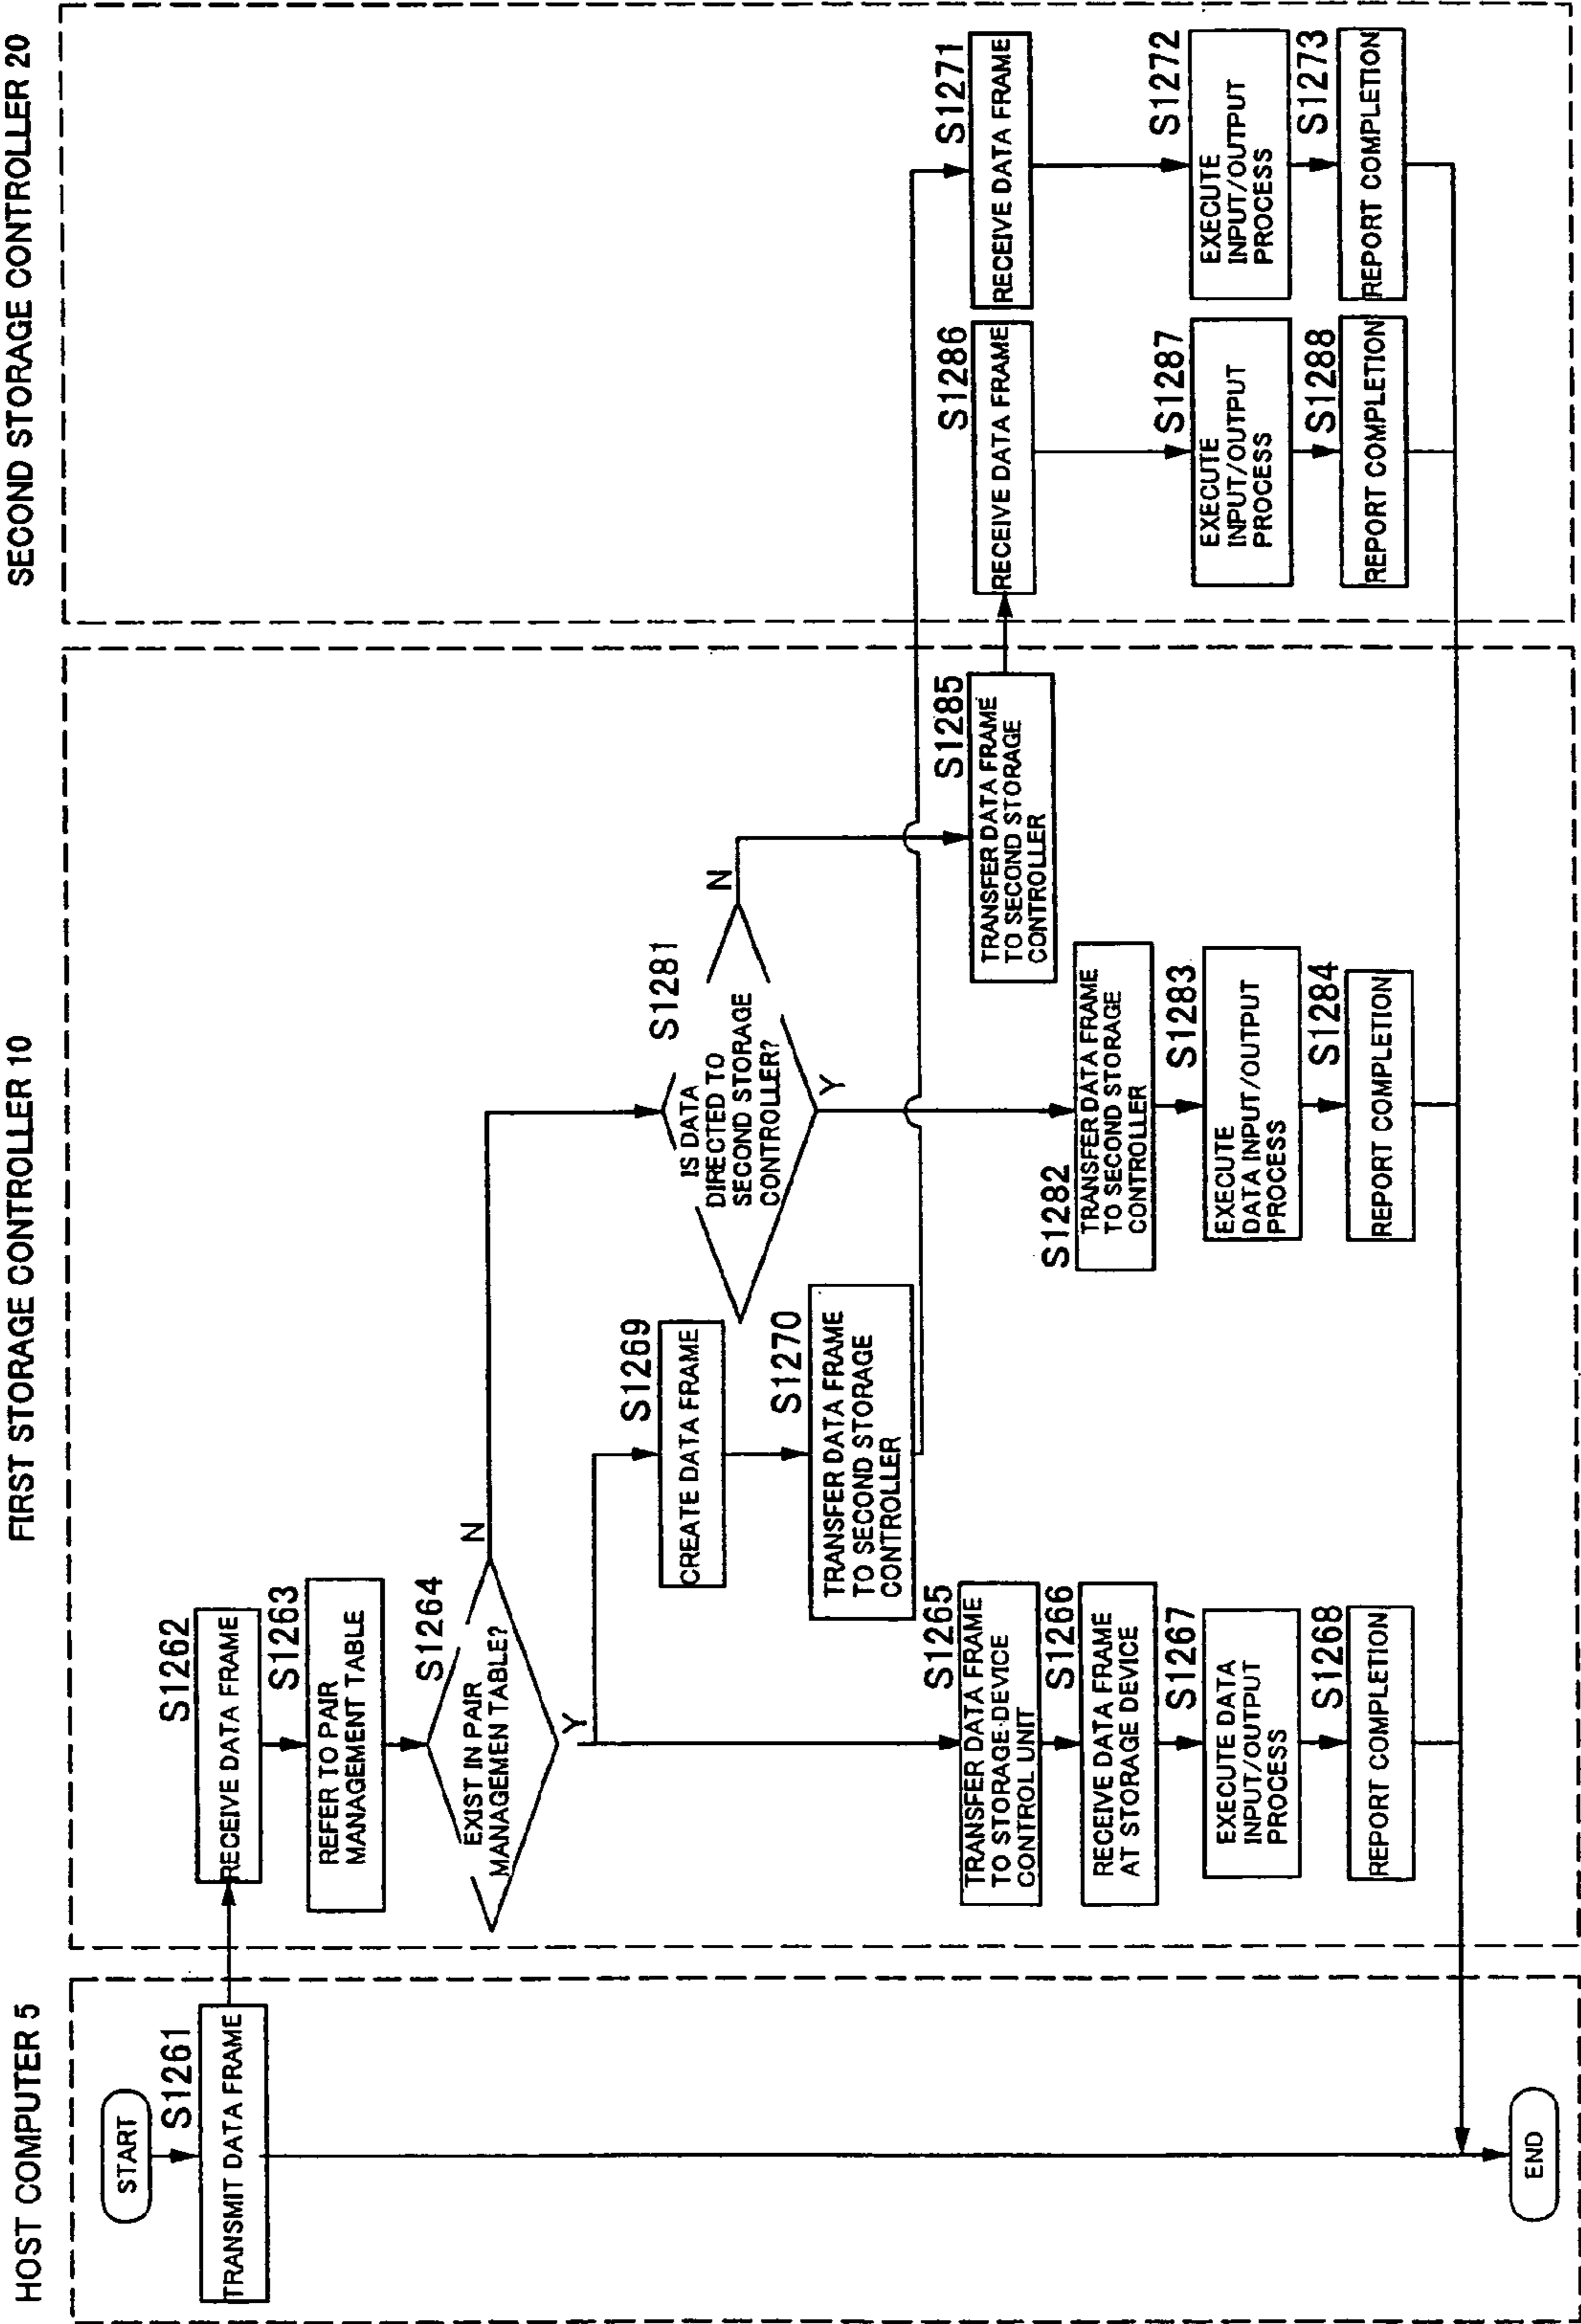 HOST COMPUTER 5
START
S1261
TRANSMIT DATA FRAME
END
FIRST STORAGE CONTROLLER 10
S1262
RECEIVE DATA FRAME
S1263
REFER TO PAIR
MANAGEMENT TABLE
S1264
EXIST IN PAIR
MANAGEMENT TABLE?
N
Y
S1269
CREATE DATA FRAME
S1270
TRANSFER DATA FRAME
TO SECOND STORAGE
CONTROLLER
S1265
TRANSFER DATA FRAME
TO STORAGE DEVICE
CONTROL UNIT
S1266
RECEIVE DATA FRAME
AT STORAGE DEVICE
S1267
EXECUTE DATA
INPUT/OUTPUT
PROCESS
S1268
REPORT COMPLETION
S1281
IS DATA
DIRECTED TO
SECOND STORAGE
CONTROLLER?
N
Y
S1282
TRANSFER DATA FRAME
TO SECOND STORAGE
CONTROLLER
S1283
EXECUTE
DATA INPUT/OUTPUT
PROCESS
S1284
REPORT COMPLETION
S1285
TRANSFER DATA FRAME
TO SECOND STORAGE
CONTROLLER
SECOND STORAGE CONTROLLER 20
S1286
RECEIVE DATA FRAME
S1287
EXECUTE
INPUT/OUTPUT
PROCESS
S1288
REPORT COMPLETION
S1271
RECEIVE DATA FRAME
S1272
EXECUTE
INPUT/OUTPUT
PROCESS
S1273
REPORT COMPLETION